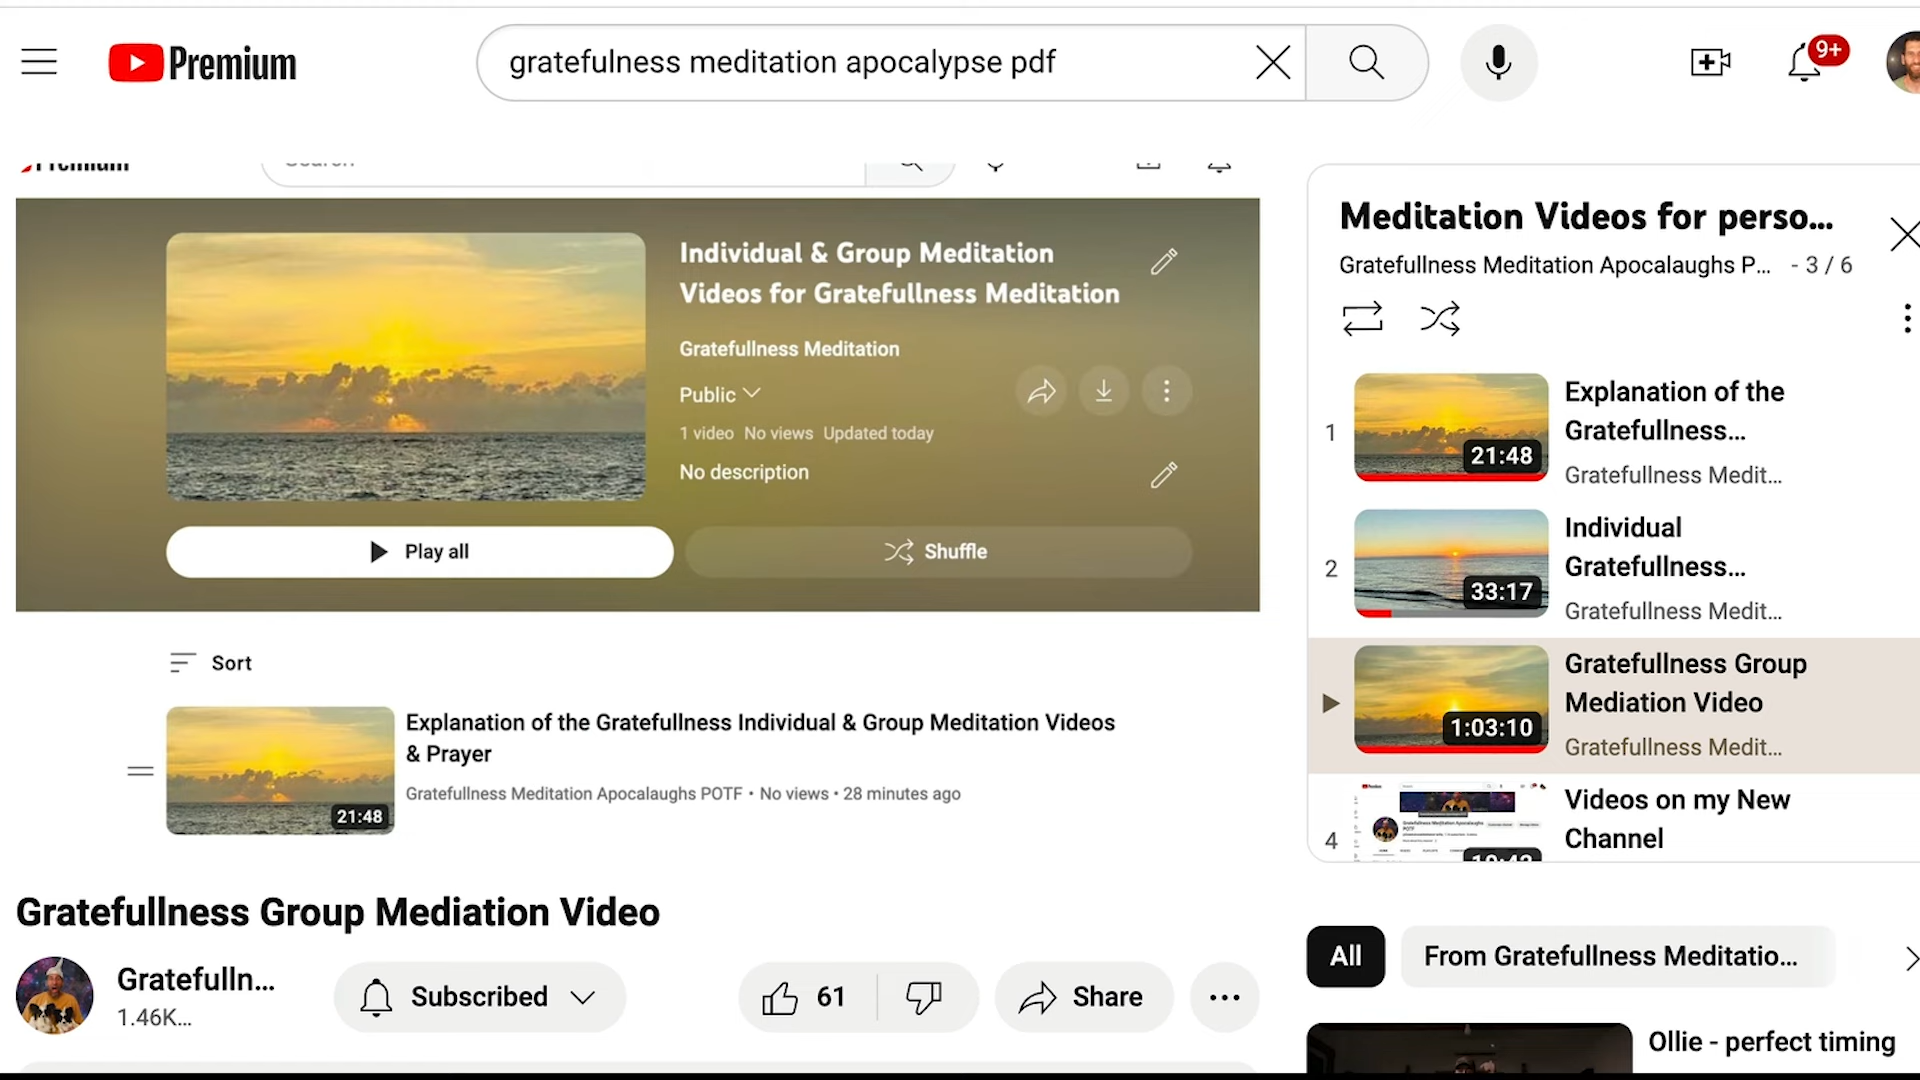 Premium
gratefulness meditation apocalypse pdf
9+
Premium
Search
Individual & Group Meditation
Videos for Gratefullness Meditation
Gratefullness Meditation
Public
1 video No views Updated today
No description
Play all
Shuffle
Sort
21:48
Explanation of the Gratefullness Individual & Group Meditation Videos
& Prayer
Gratefullness Meditation Apocalaughs POTF • No views • 28 minutes ago
Gratefullness Group Mediation Video
Gratefulln...
1.46K...
Subscribed
61
Share
Meditation Videos for perso...
Gratefullness Meditation Apocalaughs P... - 3 / 6
1
21:48
Explanation of the
Gratefullness...
Gratefullness Medit...
2
33:17
Individual
Gratefullness...
Gratefullness Medit...
1:03:10
Gratefullness Group
Mediation Video
Gratefullness Medit...
4
Videos on my New
Channel
All
From Gratefullness Meditatio...
Ollie - perfect timing